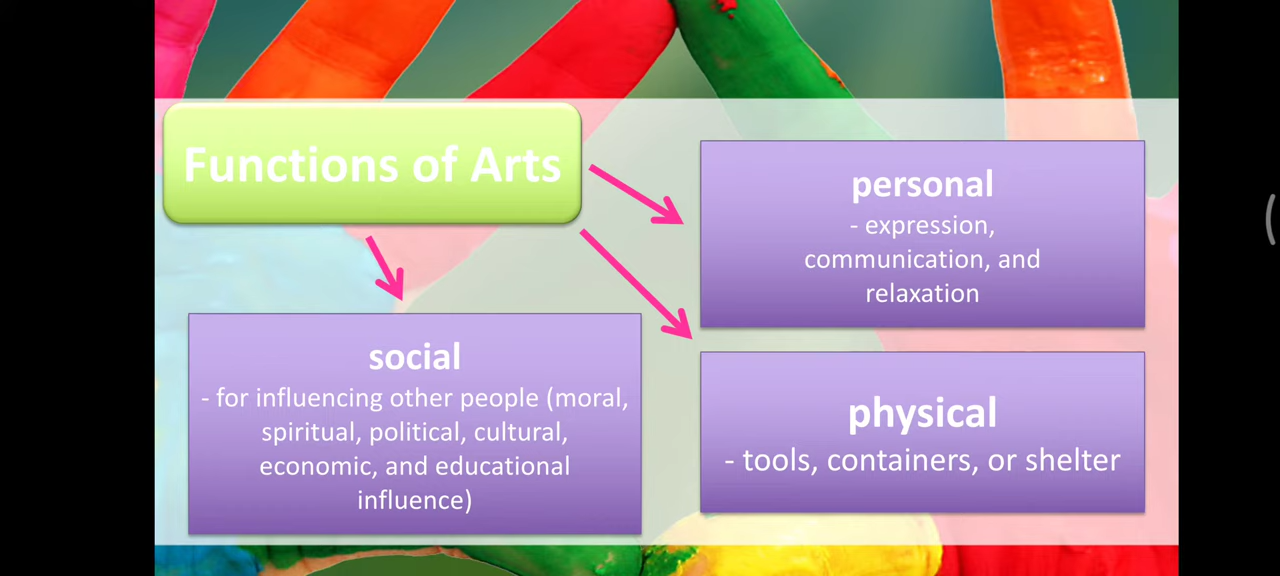 Functions of Arts
personal
- expression,
communication, and
relaxation
social
- for influencing other people (moral,
spiritual, political, cultural,
economic, and educational
influence)
physical
- tools, containers, or shelter